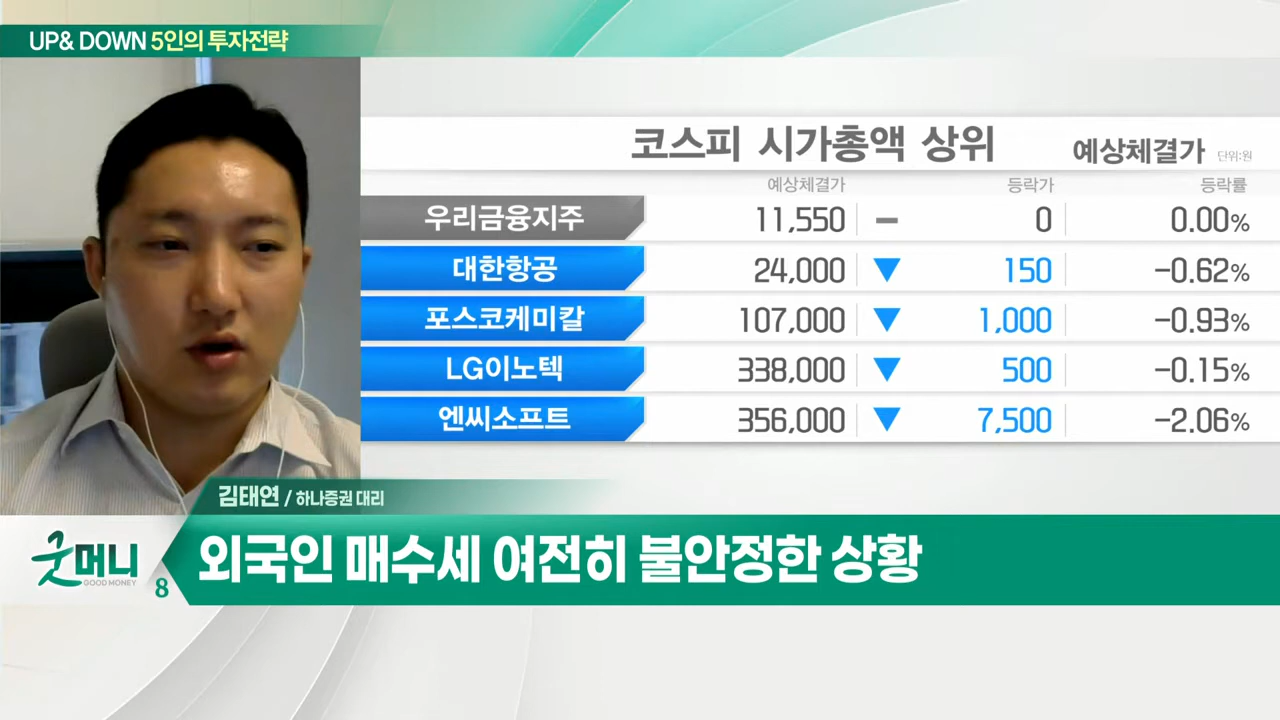 UP& DOWN 5인의 투자전략
코스피 시가총액 상위 예상체결가 단위:원
예상체결가 등락가 등락률
우리금융지주 11,550 − 0 0.00%
대한항공 24,000 ▼ 150 −0.62%
포스코케미칼 107,000 ▼ 1,000 −0.93%
LG이노텍 338,000 ▼ 500 −0.15%
엔씨소프트 356,000 ▼ 7,500 −2.06%
김태연 / 하나증권 대리
굿머니
GOOD MONEY
8
외국인 매수세 여전히 불안정한 상황